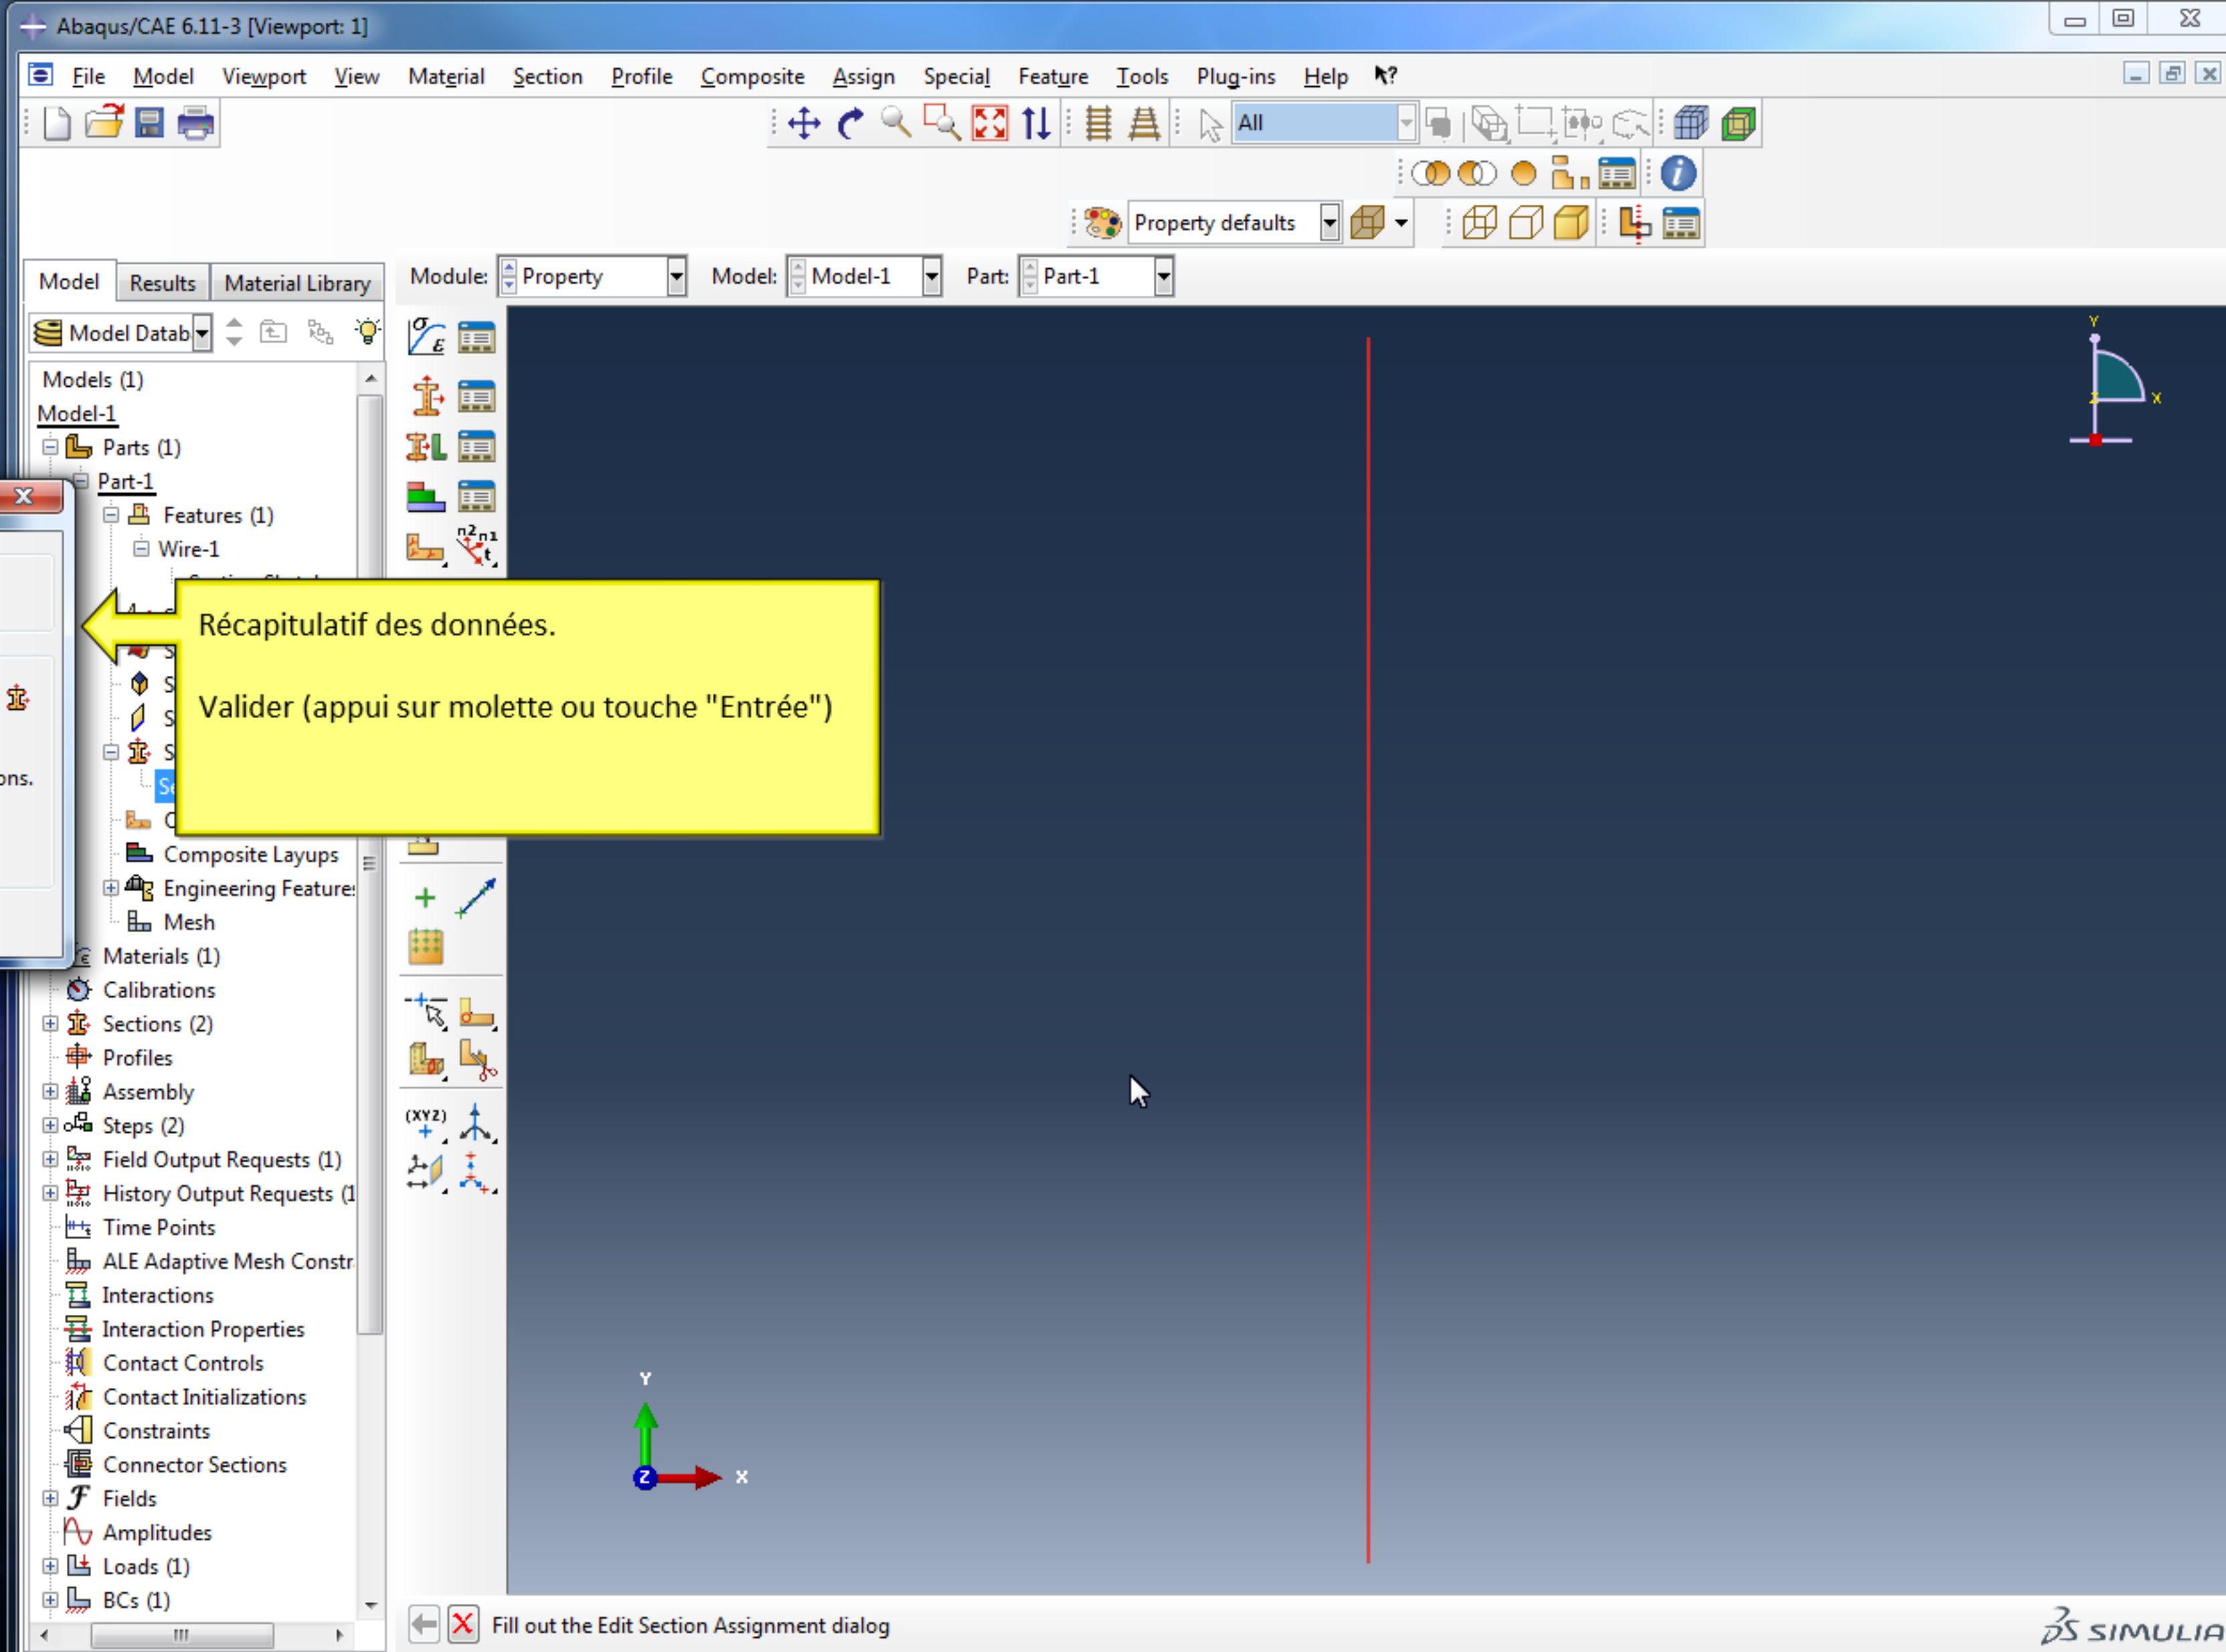 Abaqus/CAE 6.11-3 [Viewport: 1]
File Model Viewport View Material Section Profile Composite Assign Special Feature Tools Plug-ins Help
All
Property defaults
Model Results Material Library
Module: Property Model: Model-1 Part: Part-1
Model Datab
Models (1)
Model-1
Parts (1)
Part-1
Features (1)
Wire-1
Récapitulatif des données.
Valider (appui sur molette ou touche "Entrée")
ons.
Composite Layups
Engineering Features
Mesh
Materials (1)
Calibrations
Sections (2)
Profiles
Assembly
Steps (2)
Field Output Requests (1)
History Output Requests (1
Time Points
ALE Adaptive Mesh Constr
Interactions
Interaction Properties
Contact Controls
Contact Initializations
Constraints
Connector Sections
Fields
Amplitudes
Loads (1)
BCs (1)
σ
ε
n2 n1
t
(XYZ)
Y
X
Z
Y
Z X
Fill out the Edit Section Assignment dialog
SIMULIA